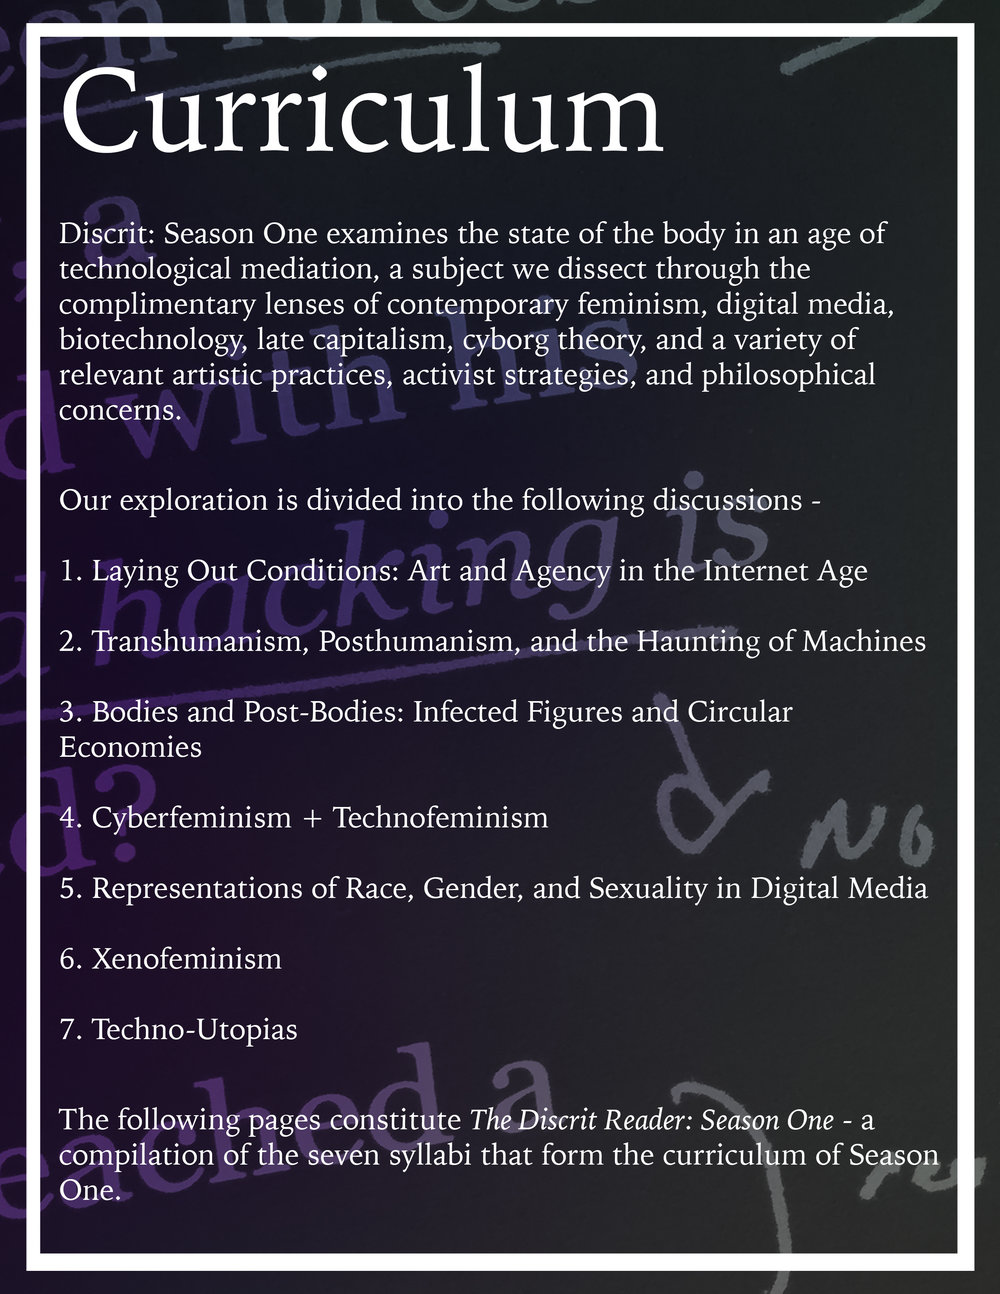 Curriculum
Discrit: Season One examines the state of the body in an age of
technological mediation, a subject we dissect through the
complimentary lenses of contemporary feminism, digital media,
biotechnology, late capitalism, cyborg theory, and a variety of
relevant artistic practices, activist strategies, and philosophical
concerns.
Our exploration is divided into the following discussions -
1. Laying Out Conditions: Art and Agency in the Internet Age
2. Transhumanism, Posthumanism, and the Haunting of Machines
3. Bodies and Post-Bodies: Infected Figures and Circular
Economies
4. Cyberfeminism + Technofeminism
5. Representations of Race, Gender, and Sexuality in Digital Media
6. Xenofeminism
7. Techno-Utopias
The following pages constitute The Discrit Reader: Season One - a
compilation of the seven syllabi that form the curriculum of Season
One.
a
with his
hacking is
NO
a